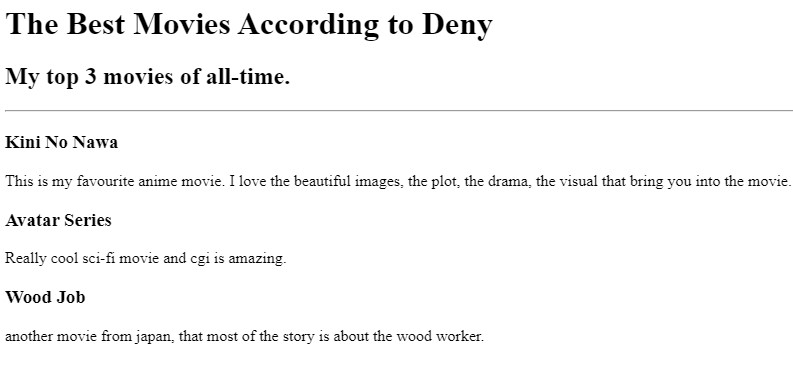 The Best Movies According to Deny
My top 3 movies of all-time.
Kini No Nawa
This is my favourite anime movie. I love the beautiful images, the plot, the drama, the visual that bring you into the movie.
Avatar Series
Really cool sci-fi movie and cgi is amazing.
Wood Job
another movie from japan, that most of the story is about the wood worker.